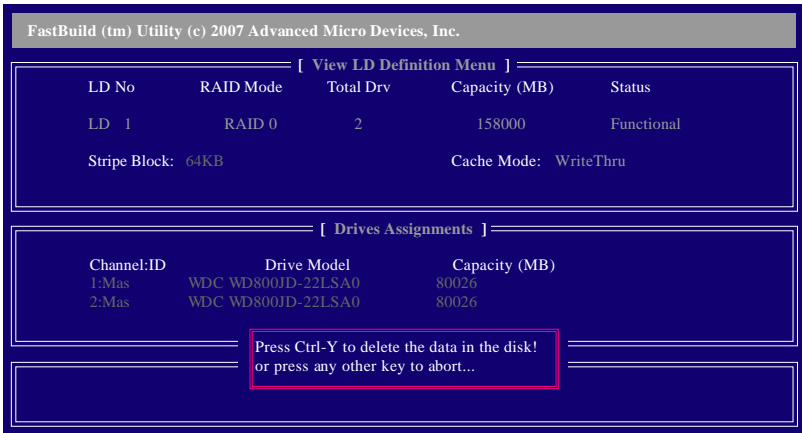 FastBuild (tm) Utility (c) 2007 Advanced Micro Devices, Inc.
[ View LD Definition Menu ]
LD No RAID Mode Total Drv Capacity (MB) Status
LD 1 RAID 0 2 158000 Functional
Stripe Block: 64KB Cache Mode: WriteThru
[ Drives Assignments ]
Channel:ID Drive Model Capacity (MB)
1:Mas WDC WD800JD-22LSA0 80026
2:Mas WDC WD800JD-22LSA0 80026
Press Ctrl-Y to delete the data in the disk!
or press any other key to abort...